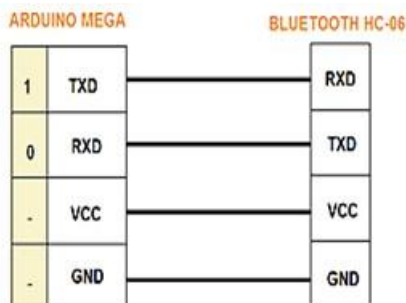 ARDUINO MEGA BLUETOOTH HC-06
1 TXD RXD
0 RXD TXD
- VCC VCC
- GND GND